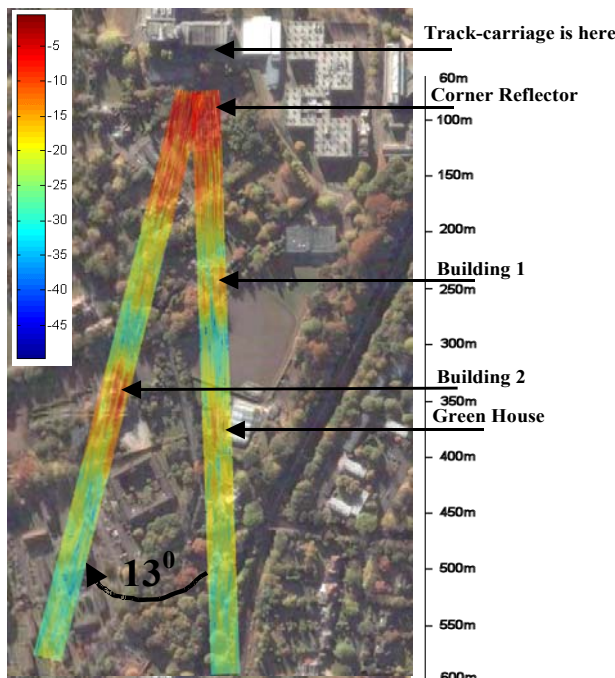 Track-carriage is here
60m
Corner Reflector
100m
150m
200m
Building 1
250m
300m
Building 2
350m
Green House
400m
450m
500m
550m
600m
-5
-10
-15
-20
-25
-30
-35
-40
-45
13⁰